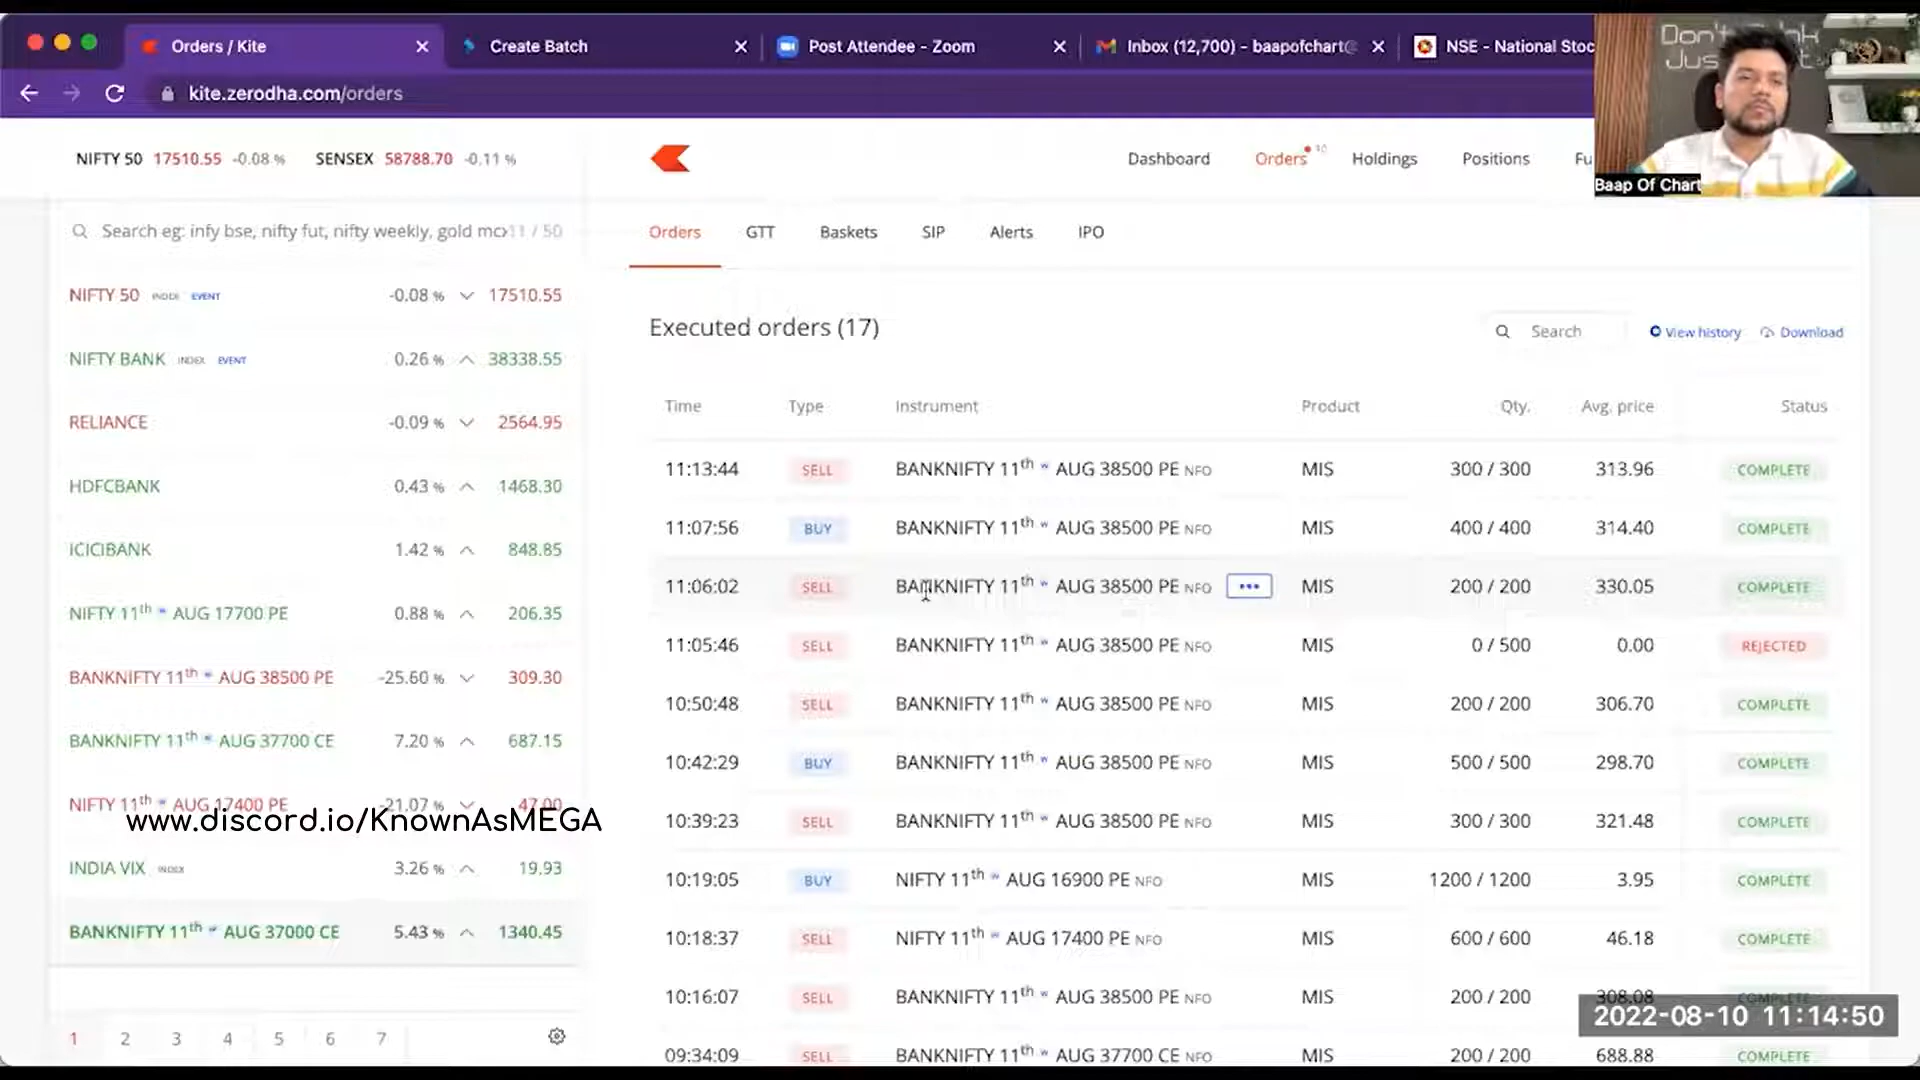 Orders / Kite
Create Batch
Post Attendee - Zoom
Inbox (12,700) - baapofchart@
NSE - National Stoc
kite.zerodha.com/orders
Baap Of Chart
NIFTY 50 17510.55 -0.08 % SENSEX 58788.70 -0.11 %
Dashboard Orders 10 Holdings Positions Fu
Search eg: infy bse, nifty fut, nifty weekly, gold mcx 11 / 50
Orders GTT Baskets SIP Alerts IPO
NIFTY 50 INDEX EVENT -0.08 % 17510.55
NIFTY BANK INDEX EVENT 0.26 % 38338.55
RELIANCE -0.09 % 2564.95
HDFCBANK 0.43 % 1468.30
ICICIBANK 1.42 % 848.85
NIFTY 11th w AUG 17700 PE 0.88 % 206.35
BANKNIFTY 11th w AUG 38500 PE -25.60 % 309.30
BANKNIFTY 11th w AUG 37700 CE 7.20 % 687.15
NIFTY 11th w AUG 17400 PE -21.07 % 47.00
www.discord.io/KnownAsMEGA
INDIA VIX INDEX 3.26 % 19.93
BANKNIFTY 11th w AUG 37000 CE 5.43 % 1340.45
1 2 3 4 5 6 7
Executed orders (17)
Search View history Download
Time Type Instrument Product Qty. Avg. price Status
11:13:44 SELL BANKNIFTY 11th w AUG 38500 PE NFO MIS 300 / 300 313.96 COMPLETE
11:07:56 BUY BANKNIFTY 11th w AUG 38500 PE NFO MIS 400 / 400 314.40 COMPLETE
11:06:02 SELL BANKNIFTY 11th w AUG 38500 PE NFO ••• MIS 200 / 200 330.05 COMPLETE
11:05:46 SELL BANKNIFTY 11th w AUG 38500 PE NFO MIS 0 / 500 0.00 REJECTED
10:50:48 SELL BANKNIFTY 11th w AUG 38500 PE NFO MIS 200 / 200 306.70 COMPLETE
10:42:29 BUY BANKNIFTY 11th w AUG 38500 PE NFO MIS 500 / 500 298.70 COMPLETE
10:39:23 SELL BANKNIFTY 11th w AUG 38500 PE NFO MIS 300 / 300 321.48 COMPLETE
10:19:05 BUY NIFTY 11th w AUG 16900 PE NFO MIS 1200 / 1200 3.95 COMPLETE
10:18:37 SELL NIFTY 11th w AUG 17400 PE NFO MIS 600 / 600 46.18 COMPLETE
10:16:07 SELL BANKNIFTY 11th w AUG 38500 PE NFO MIS 200 / 200 308.08 COMPLETE
2022-08-10 11:14:50
09:34:09 SELL BANKNIFTY 11th w AUG 37700 CE NFO MIS 200 / 200 688.88 COMPLETE